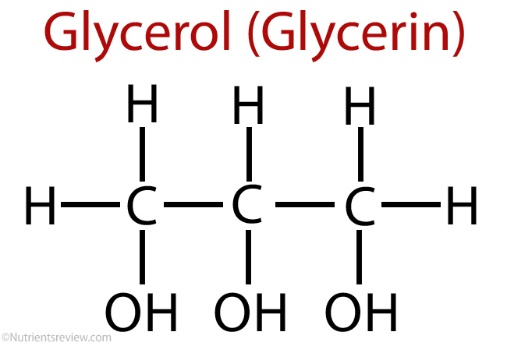 Glycerol (Glycerin)
H H H
H C C C H
OH OH OH
©Nutrientsreview.com